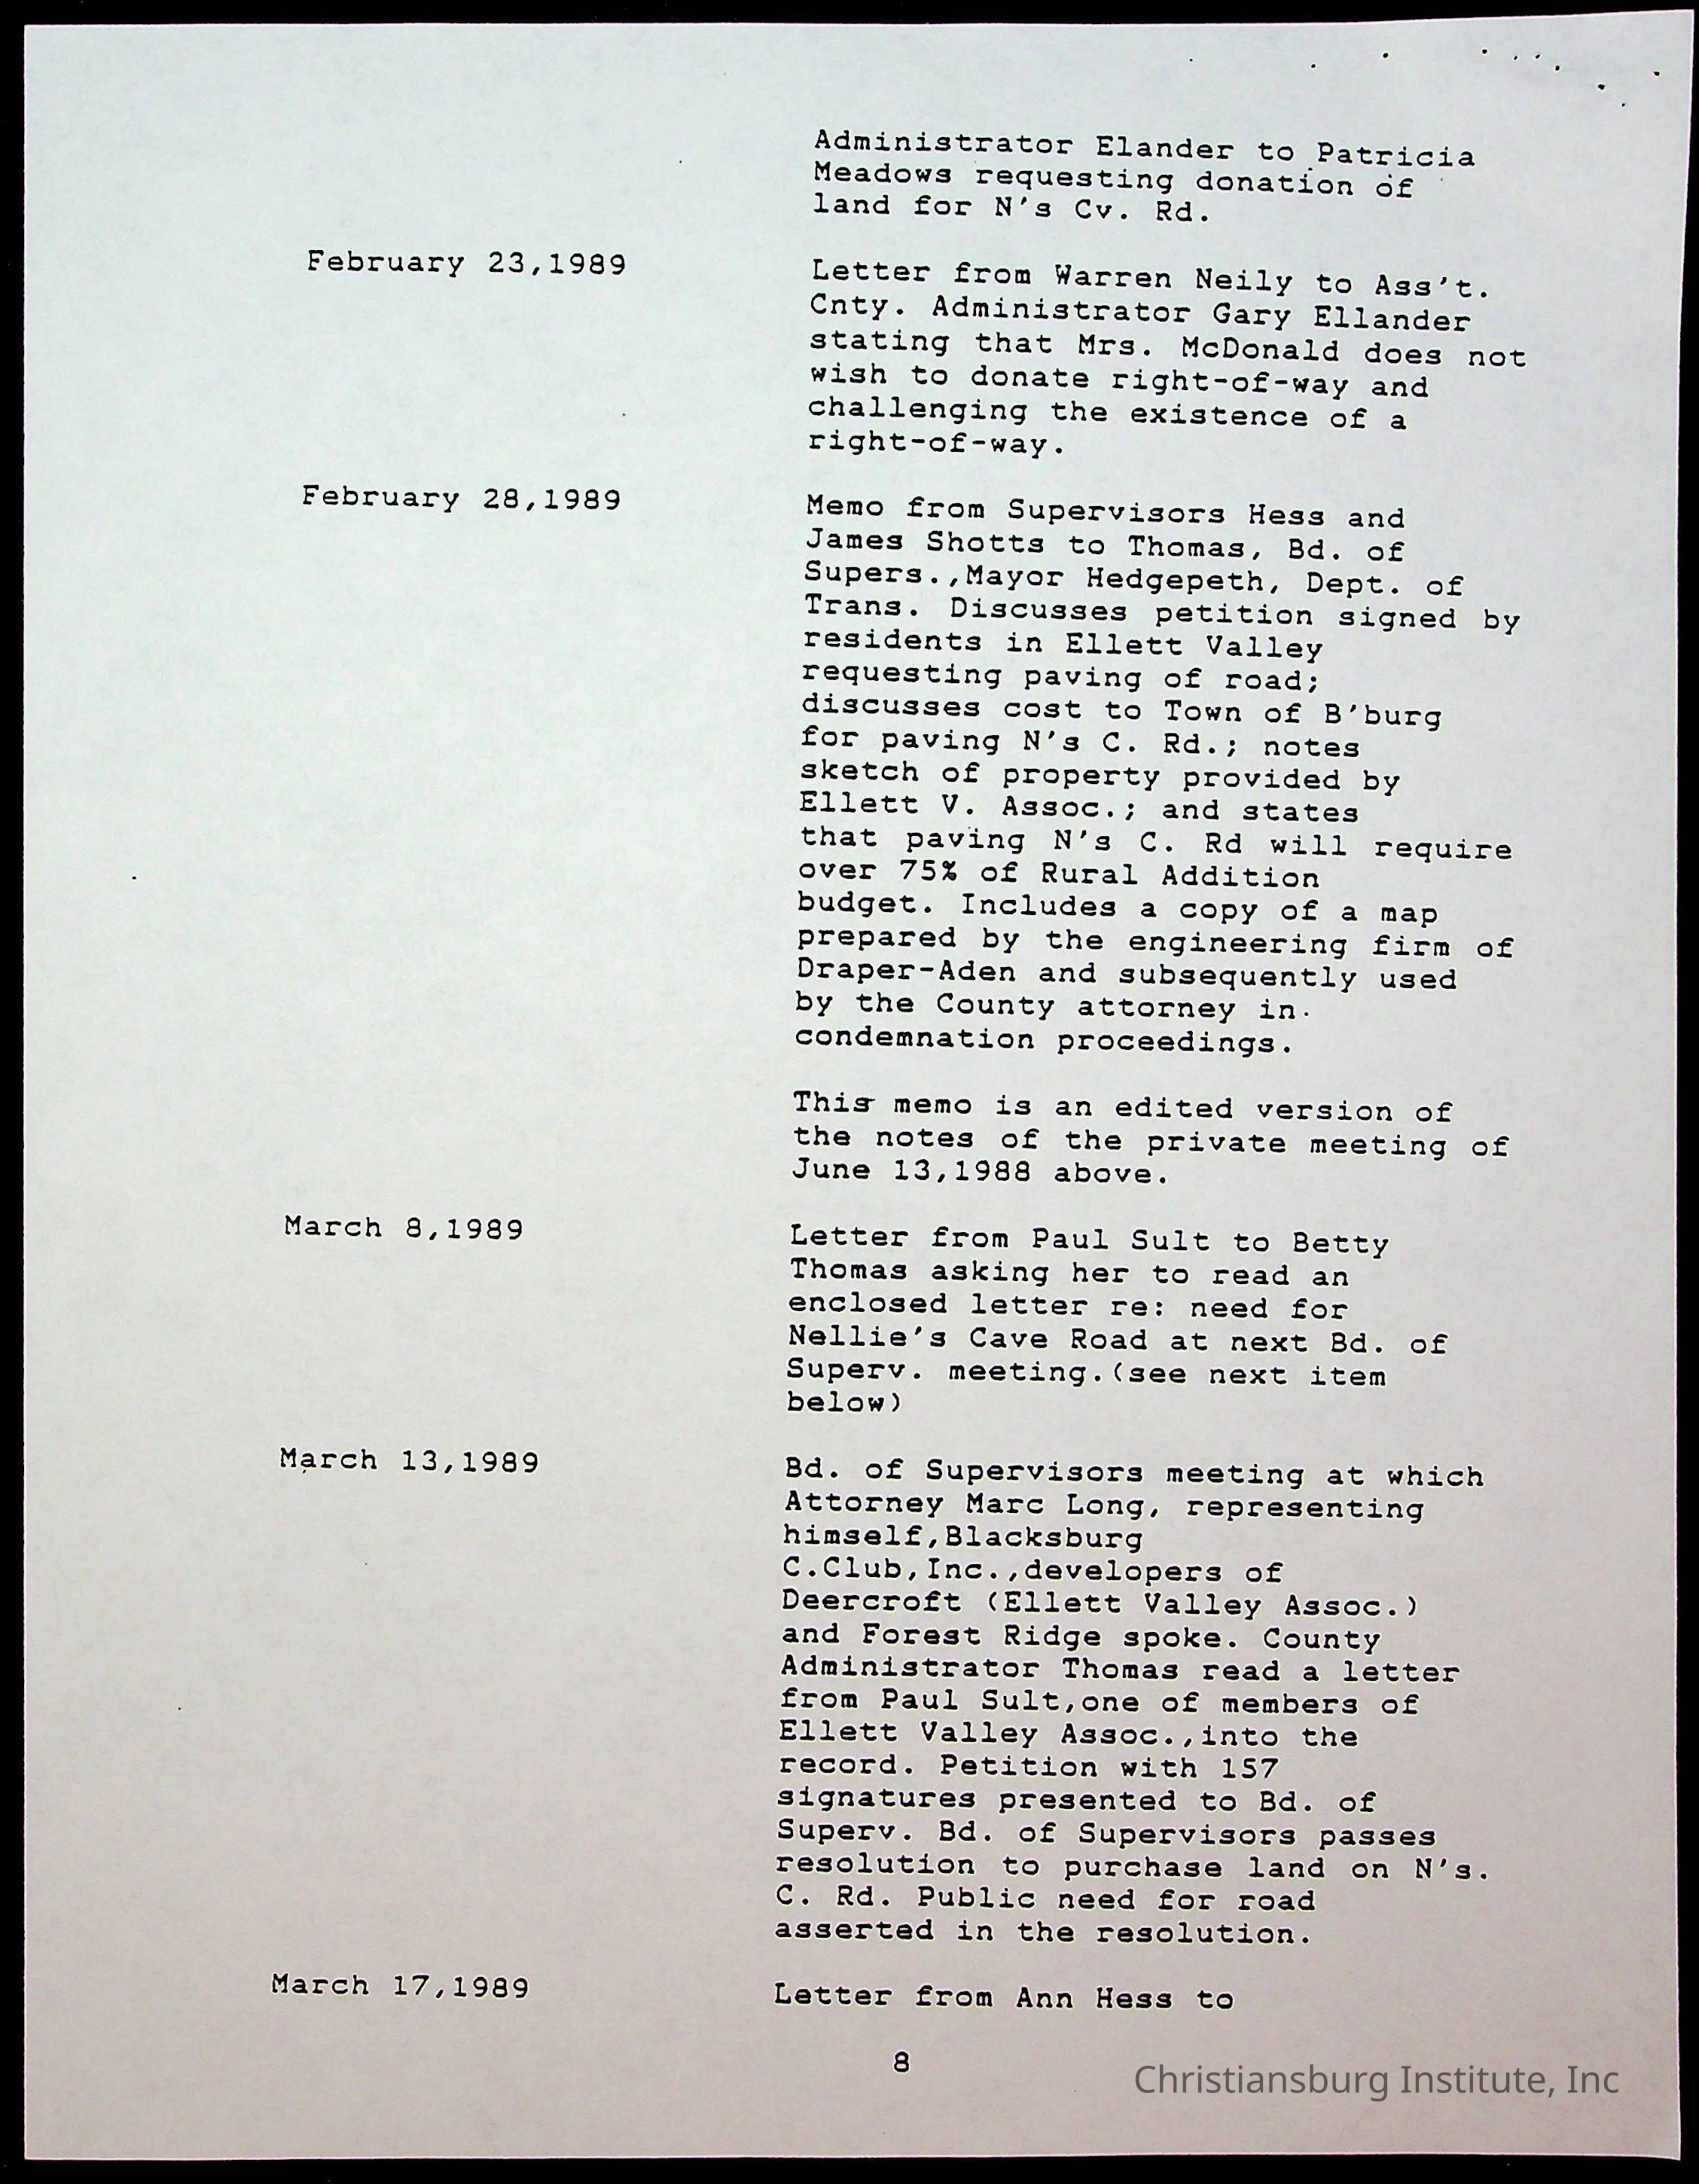 Administrator Elander to Patricia
Meadows requesting donation of
land for N's Cv. Rd.
February 23,1989
Letter from Warren Neily to Ass't.
Cnty. Administrator Gary Ellander
stating that Mrs. McDonald does not
wish to donate right-of-way and
challenging the existence of a
right-of-way.
February 28,1989
Memo from Supervisors Hess and
James Shotts to Thomas, Bd. of
Supers.,Mayor Hedgepeth, Dept. of
Trans. Discusses petition signed by
residents in Ellett Valley
requesting paving of road;
discusses cost to Town of B'burg
for paving N's C. Rd.; notes
sketch of property provided by
Ellett V. Assoc.; and states
that paving N's C. Rd will require
over 75% of Rural Addition
budget. Includes a copy of a map
prepared by the engineering firm of
Draper-Aden and subsequently used
by the County attorney in
condemnation proceedings.
This memo is an edited version of
the notes of the private meeting of
June 13,1988 above.
March 8,1989
Letter from Paul Sult to Betty
Thomas asking her to read an
enclosed letter re: need for
Nellie's Cave Road at next Bd. of
Superv. meeting.(see next item
below)
March 13,1989
Bd. of Supervisors meeting at which
Attorney Marc Long, representing
himself,Blacksburg
C.Club,Inc.,developers of
Deercroft (Ellett Valley Assoc.)
and Forest Ridge spoke. County
Administrator Thomas read a letter
from Paul Sult,one of members of
Ellett Valley Assoc.,into the
record. Petition with 157
signatures presented to Bd. of
Superv. Bd. of Supervisors passes
resolution to purchase land on N's.
C. Rd. Public need for road
asserted in the resolution.
March 17,1989
Letter from Ann Hess to
8
Christiansburg Institute, Inc